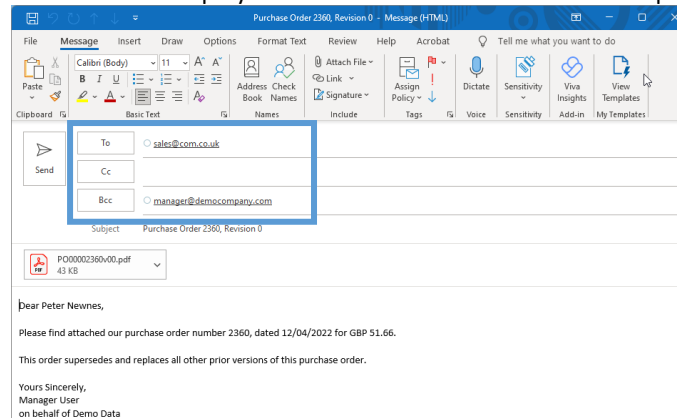 Purchase Order 2360, Revision 0 - Message (HTML)
File Message Insert Draw Options Format Text Review Help Acrobat Tell me what you want to do
Paste
Calibri (Body) 11 A^ A˅
B I U
Address Book
Check Names
Attach File
Link
Signature
Assign Policy
Dictate
Sensitivity
Viva Insights
View Templates
Clipboard Basic Text Names Include Tags Voice Sensitivity Add-in My Templates
Send
To sales@com.co.uk
Cc
Bcc manager@democompany.com
Subject Purchase Order 2360, Revision 0
PDF
PO00002360v00.pdf
43 KB
Dear Peter Newnes,
Please find attached our purchase order number 2360, dated 12/04/2022 for GBP 51.66.
This order supersedes and replaces all other prior versions of this purchase order.
Yours Sincerely,
Manager User
on behalf of Demo Data